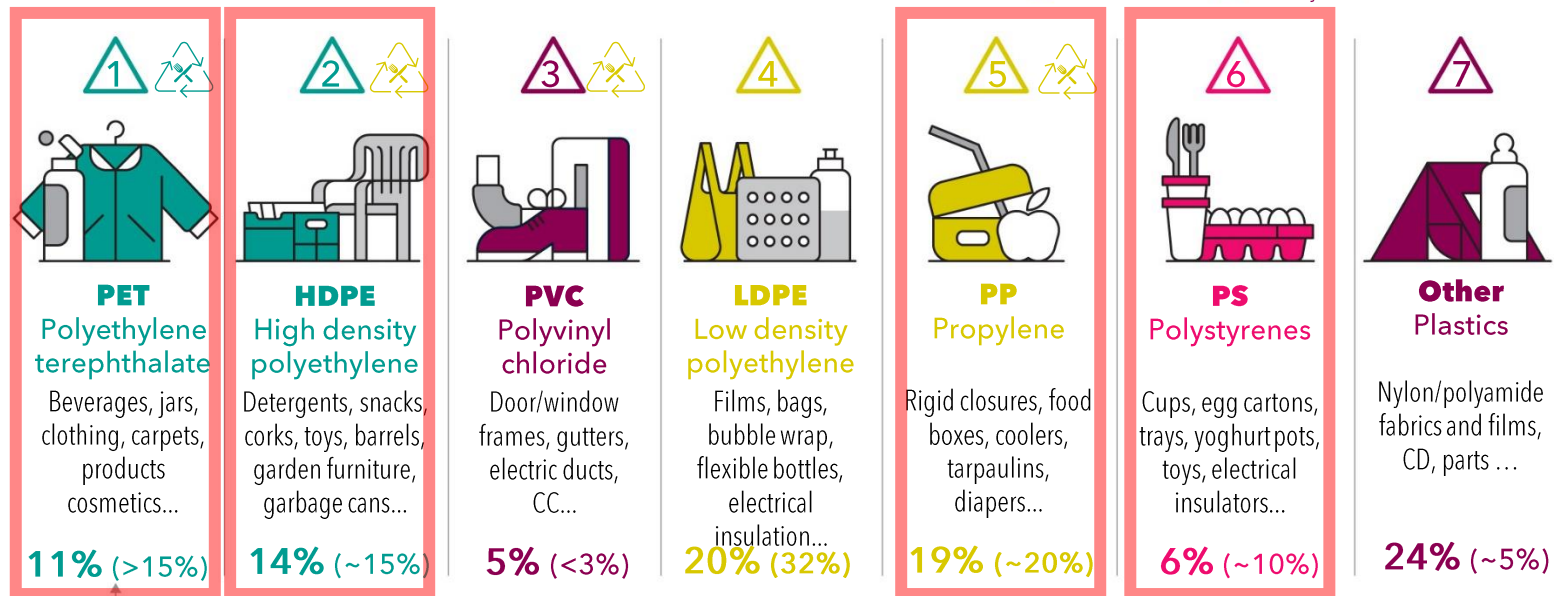 1
PET
Polyethylene
terephthalate
Beverages, jars,
clothing, carpets,
products
cosmetics...
11% (>15%)
2
HDPE
High density
polyethylene
Detergents, snacks,
corks, toys, barrels,
garden furniture,
garbage cans...
14% (~15%)
3
PVC
Polyvinyl
chloride
Door/window
frames, gutters,
electric ducts,
CC...
5% (<3%)
4
LDPE
Low density
polyethylene
Films, bags,
bubble wrap,
flexible bottles,
electrical
insulation...
20% (32%)
5
PP
Propylene
Rigid closures, food
boxes, coolers,
tarpaulins,
diapers...
19% (~20%)
6
PS
Polystyrenes
Cups, egg cartons,
trays, yoghurt pots,
toys, electrical
insulators...
6% (~10%)
7
Other
Plastics
Nylon/polyamide
fabrics and films,
CD, parts ...
24% (~5%)